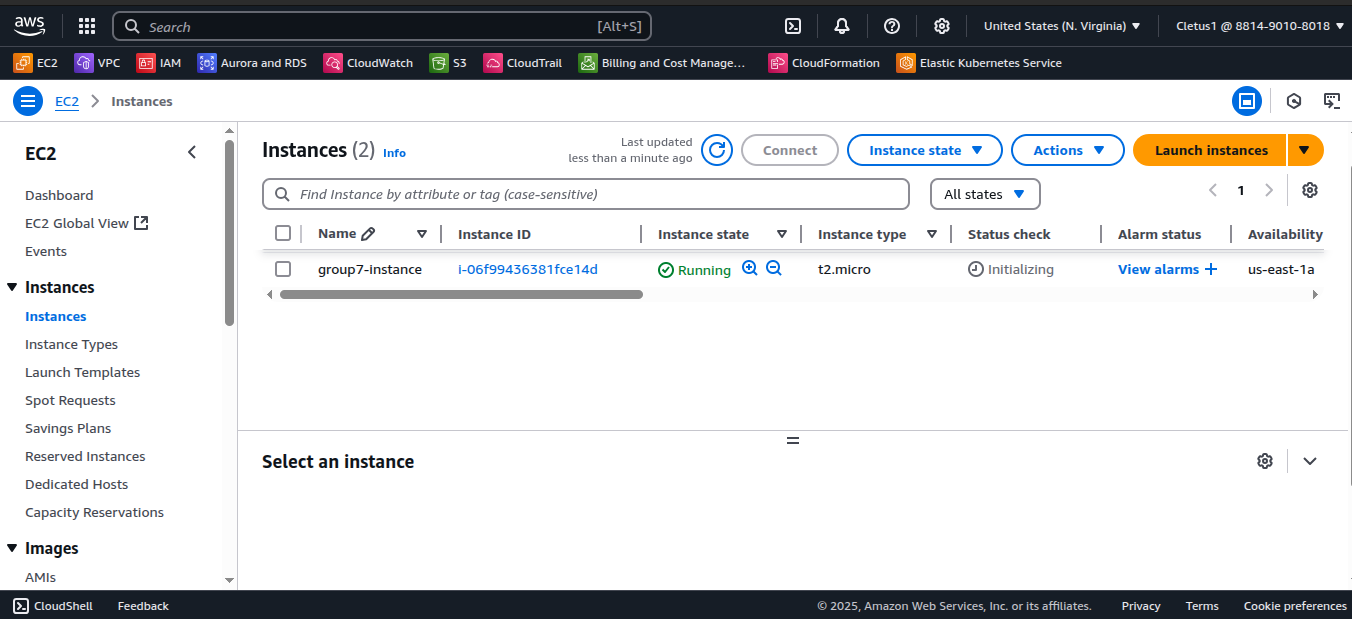 aws Search [Alt+S] United States (N. Virginia) Cletus1 @ 8814-9010-8018
EC2 VPC IAM Aurora and RDS CloudWatch S3 CloudTrail Billing and Cost Manage... CloudFormation Elastic Kubernetes Service
EC2 Instances
EC2
Dashboard
EC2 Global View
Events
Instances
Instances
Instance Types
Launch Templates
Spot Requests
Savings Plans
Reserved Instances
Dedicated Hosts
Capacity Reservations
Images
AMIs
Instances (2) Info
Last updated
less than a minute ago
Connect Instance state Actions Launch instances
Find Instance by attribute or tag (case-sensitive) All states 1
Name Instance ID Instance state Instance type Status check Alarm status Availability
group7-instance i-06f99436381fce14d Running t2.micro Initializing View alarms + us-east-1a
Select an instance
CloudShell Feedback © 2025, Amazon Web Services, Inc. or its affiliates. Privacy Terms Cookie preferences